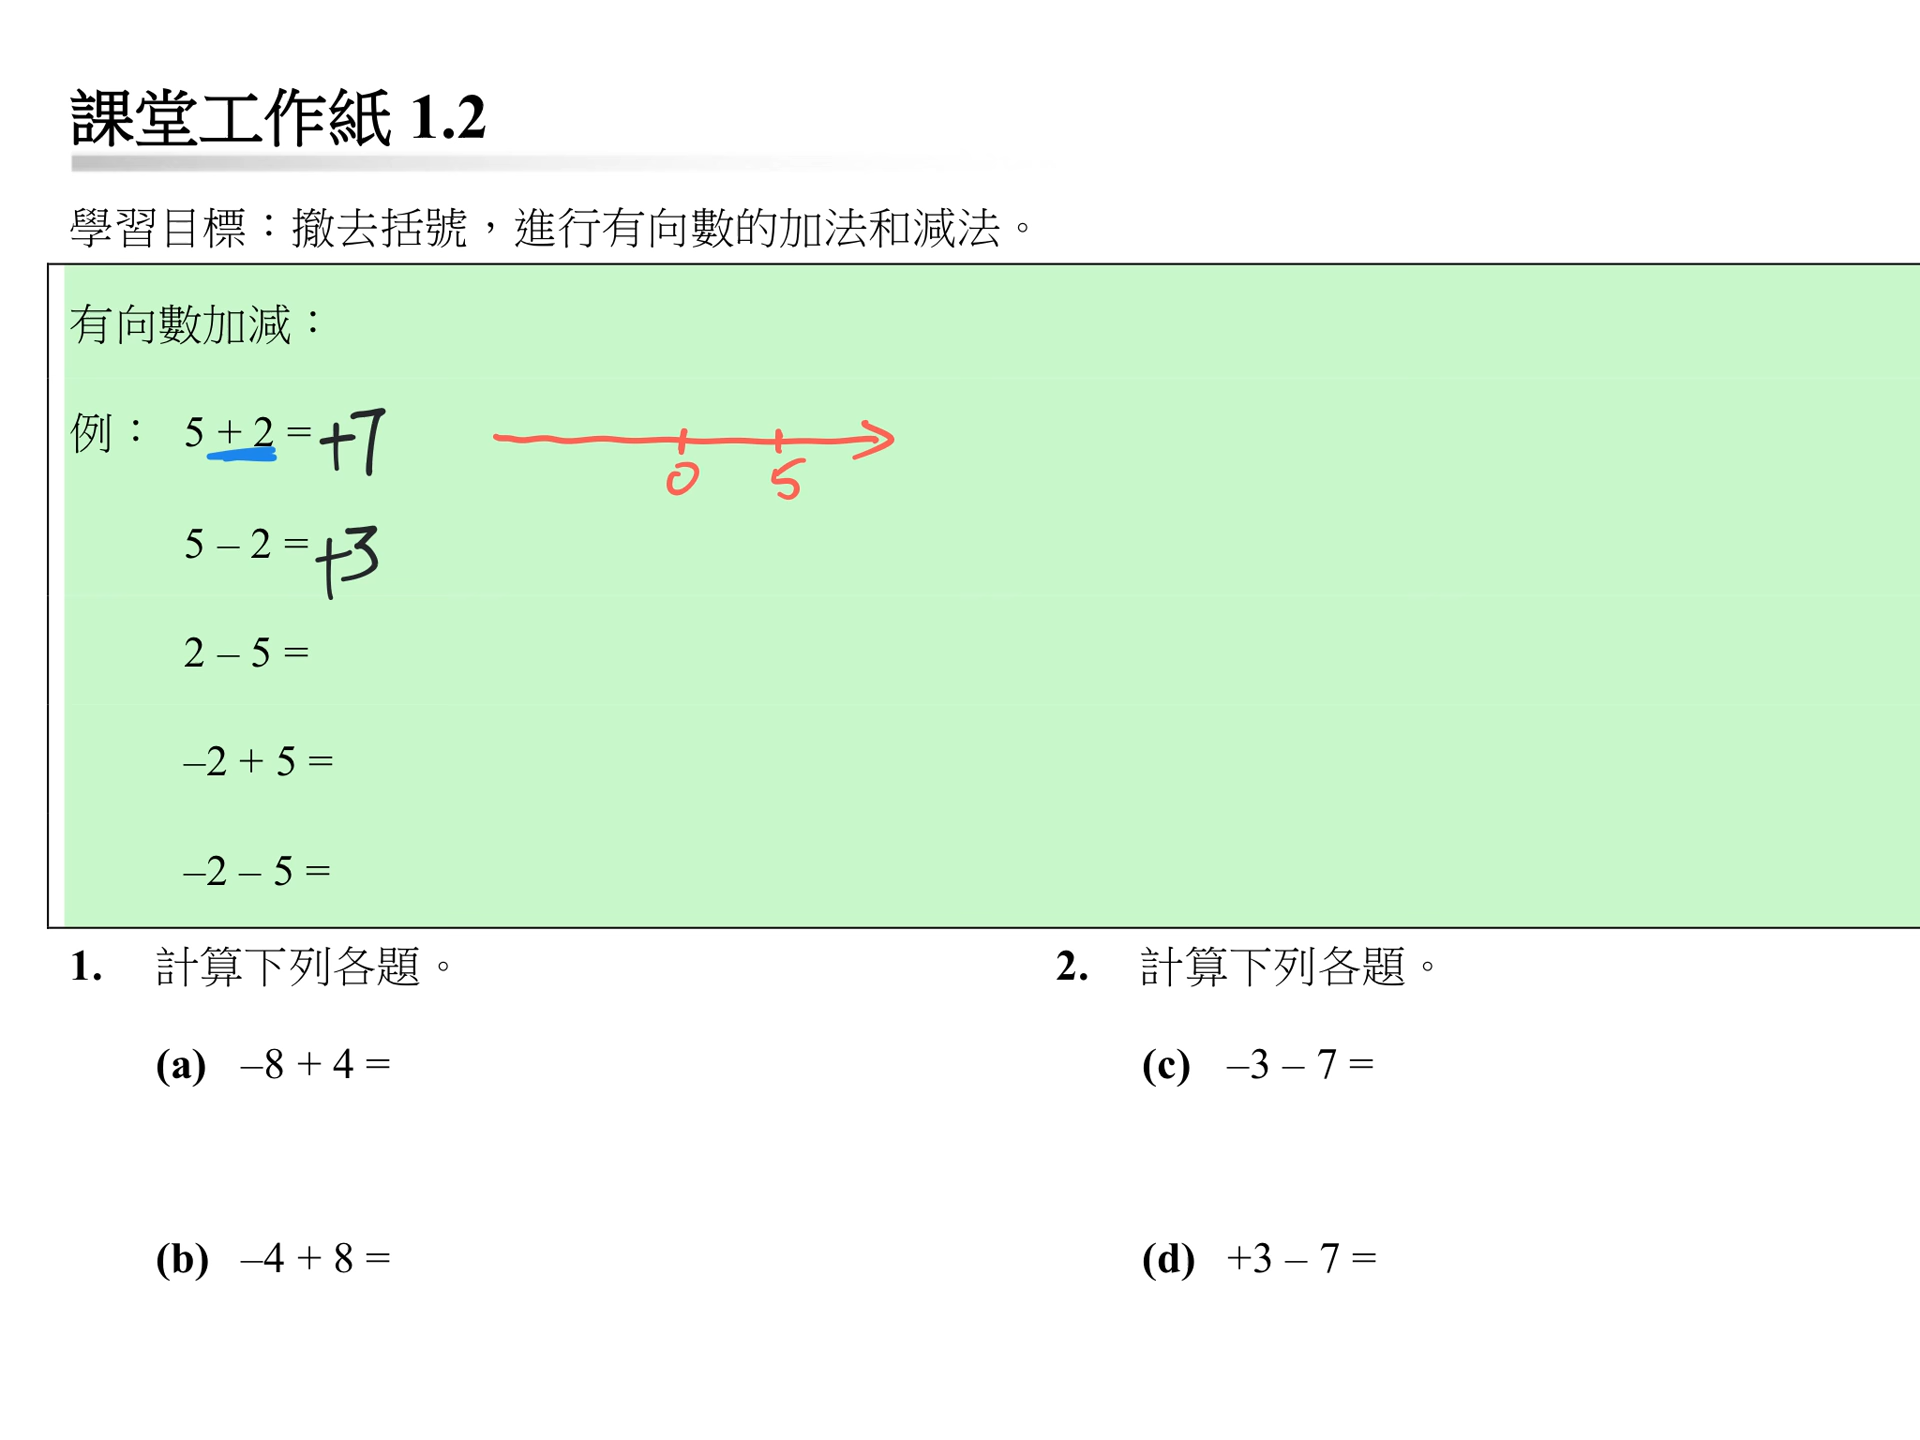 課堂工作紙 1.2
學習目標：撤去括號，進行有向數的加法和減法。
有向數加減：
例： 5 + 2 = +7
0 5
5 – 2 = +3
2 – 5 =
–2 + 5 =
–2 – 5 =
1. 計算下列各題。
(a) –8 + 4 =
(b) –4 + 8 =
2. 計算下列各題。
(c) –3 – 7 =
(d) +3 – 7 =